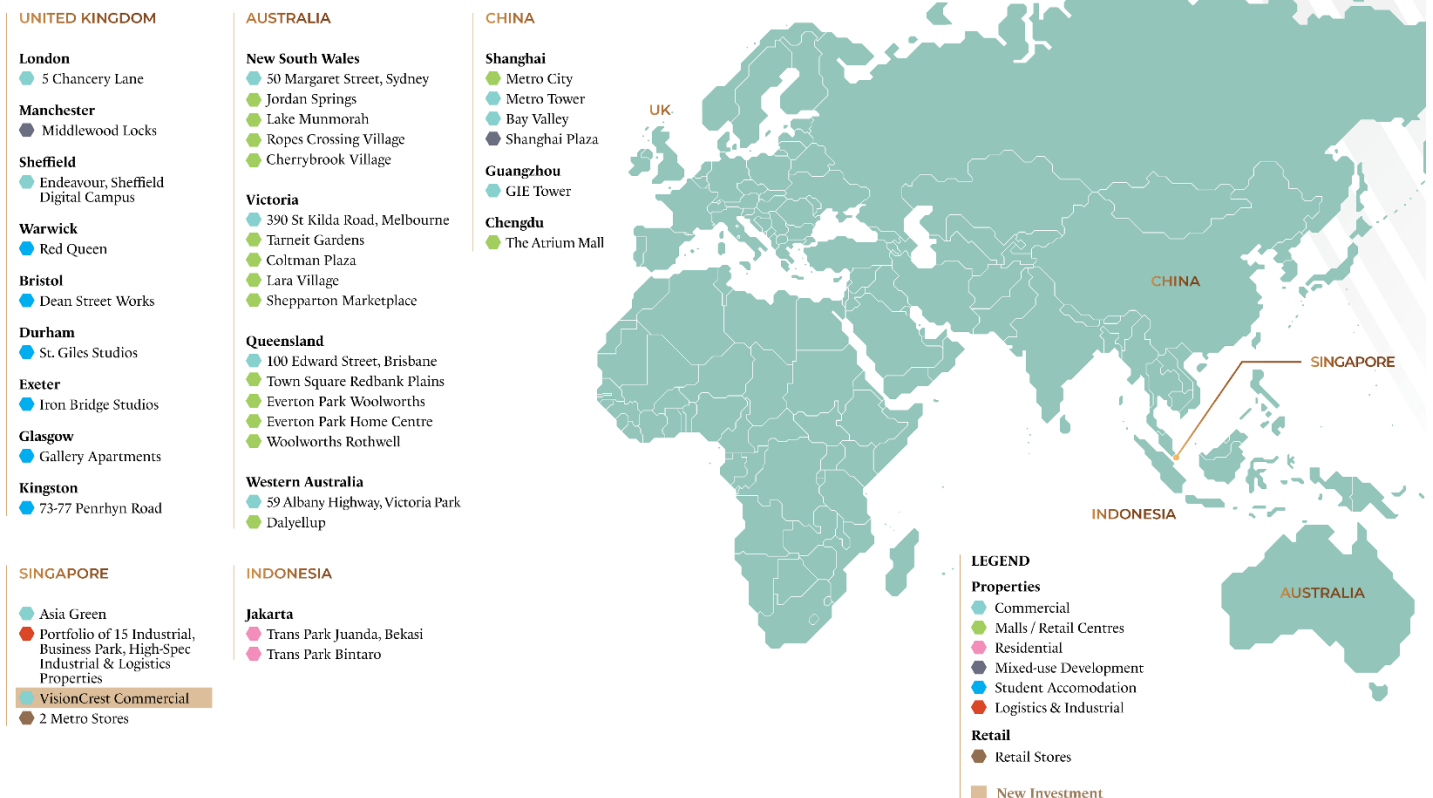 UNITED KINGDOM
London
5 Chancery Lane
Manchester
Middlewood Locks
Sheffield
Endeavour, Sheffield
Digital Campus
Warwick
Red Queen
Bristol
Dean Street Works
Durham
St. Giles Studios
Exeter
Iron Bridge Studios
Glasgow
Gallery Apartments
Kingston
73-77 Penrhyn Road
AUSTRALIA
New South Wales
50 Margaret Street, Sydney
Jordan Springs
Lake Munmorah
Ropes Crossing Village
Cherrybrook Village
Victoria
390 St Kilda Road, Melbourne
Tarneit Gardens
Coltman Plaza
Lara Village
Shepparton Marketplace
Queensland
100 Edward Street, Brisbane
Town Square Redbank Plains
Everton Park Woolworths
Everton Park Home Centre
Woolworths Rothwell
Western Australia
59 Albany Highway, Victoria Park
Dalyellup
CHINA
Shanghai
Metro City
Metro Tower
Bay Valley
Shanghai Plaza
Guangzhou
GIE Tower
Chengdu
The Atrium Mall
SINGAPORE
Asia Green
Portfolio of 15 Industrial,
Business Park, High-Spec
Industrial & Logistics
Properties
VisionCrest Commercial
2 Metro Stores
INDONESIA
Jakarta
Trans Park Juanda, Bekasi
Trans Park Bintaro
UK
CHINA
SINGAPORE
INDONESIA
AUSTRALIA
LEGEND
Properties
Commercial
Malls / Retail Centres
Residential
Mixed-use Development
Student Accomodation
Logistics & Industrial
Retail
Retail Stores
New Investment